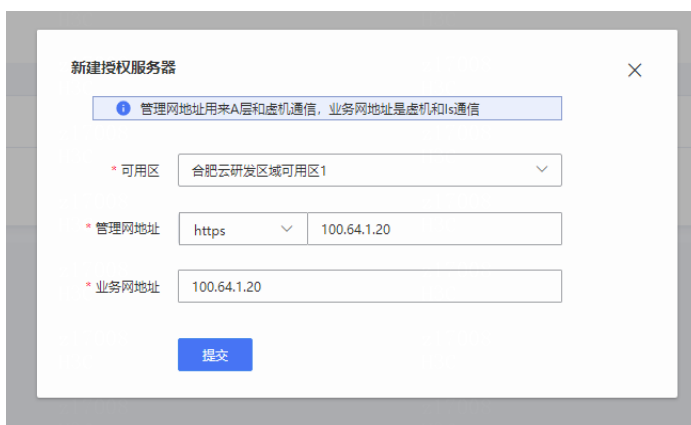 新建授权服务器
管理网地址用来A层和虚机通信，业务网地址是虚机和ls通信
* 可用区 合肥云研发区域可用区1
* 管理网地址 https 100.64.1.20
* 业务网地址 100.64.1.20
提交